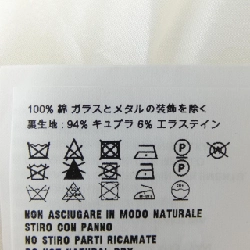 100% 綿 ガラスとメタルの装飾を除く
裏生地: 94% キュプラ 6% エラステイン
NON ASCIUGARE IN MODO NATURALE
STIRO CON PANNO
NO STIRO PARTI RICAMATE